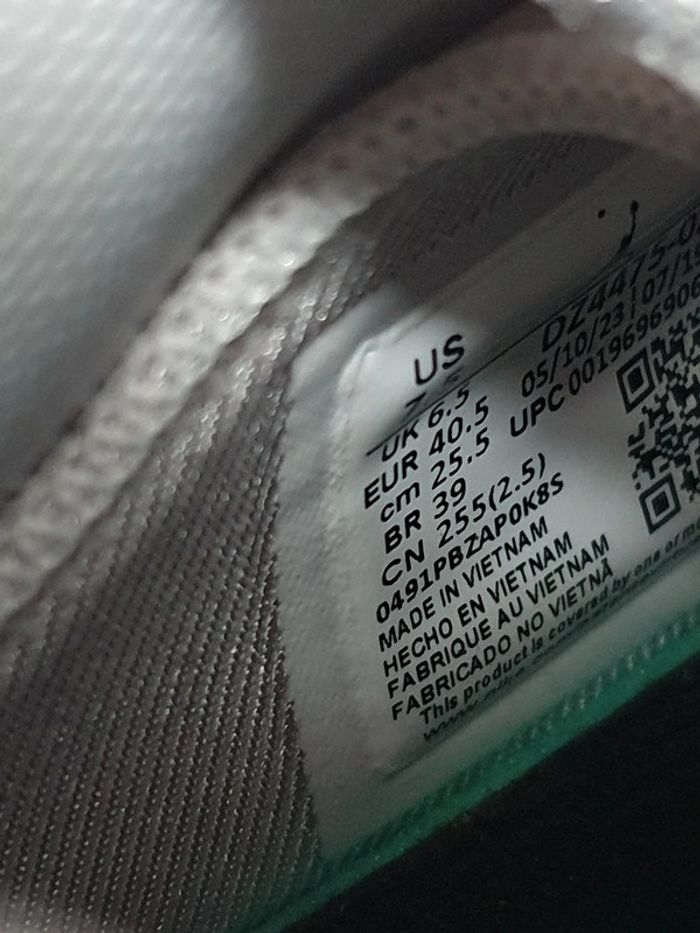 US
7.5
UK 6.5
EUR 40.5
cm 25.5
BR 39
CN 255(2.5)
0491PBZAP0K8S
MADE IN VIETNAM
HECHO EN VIETNAM
FABRIQUE AU VIETNAM
FABRICADO NO VIETNÃ
This product is covered by one or
DZ4475-0
05/10/23 07/1
UPC 00196969